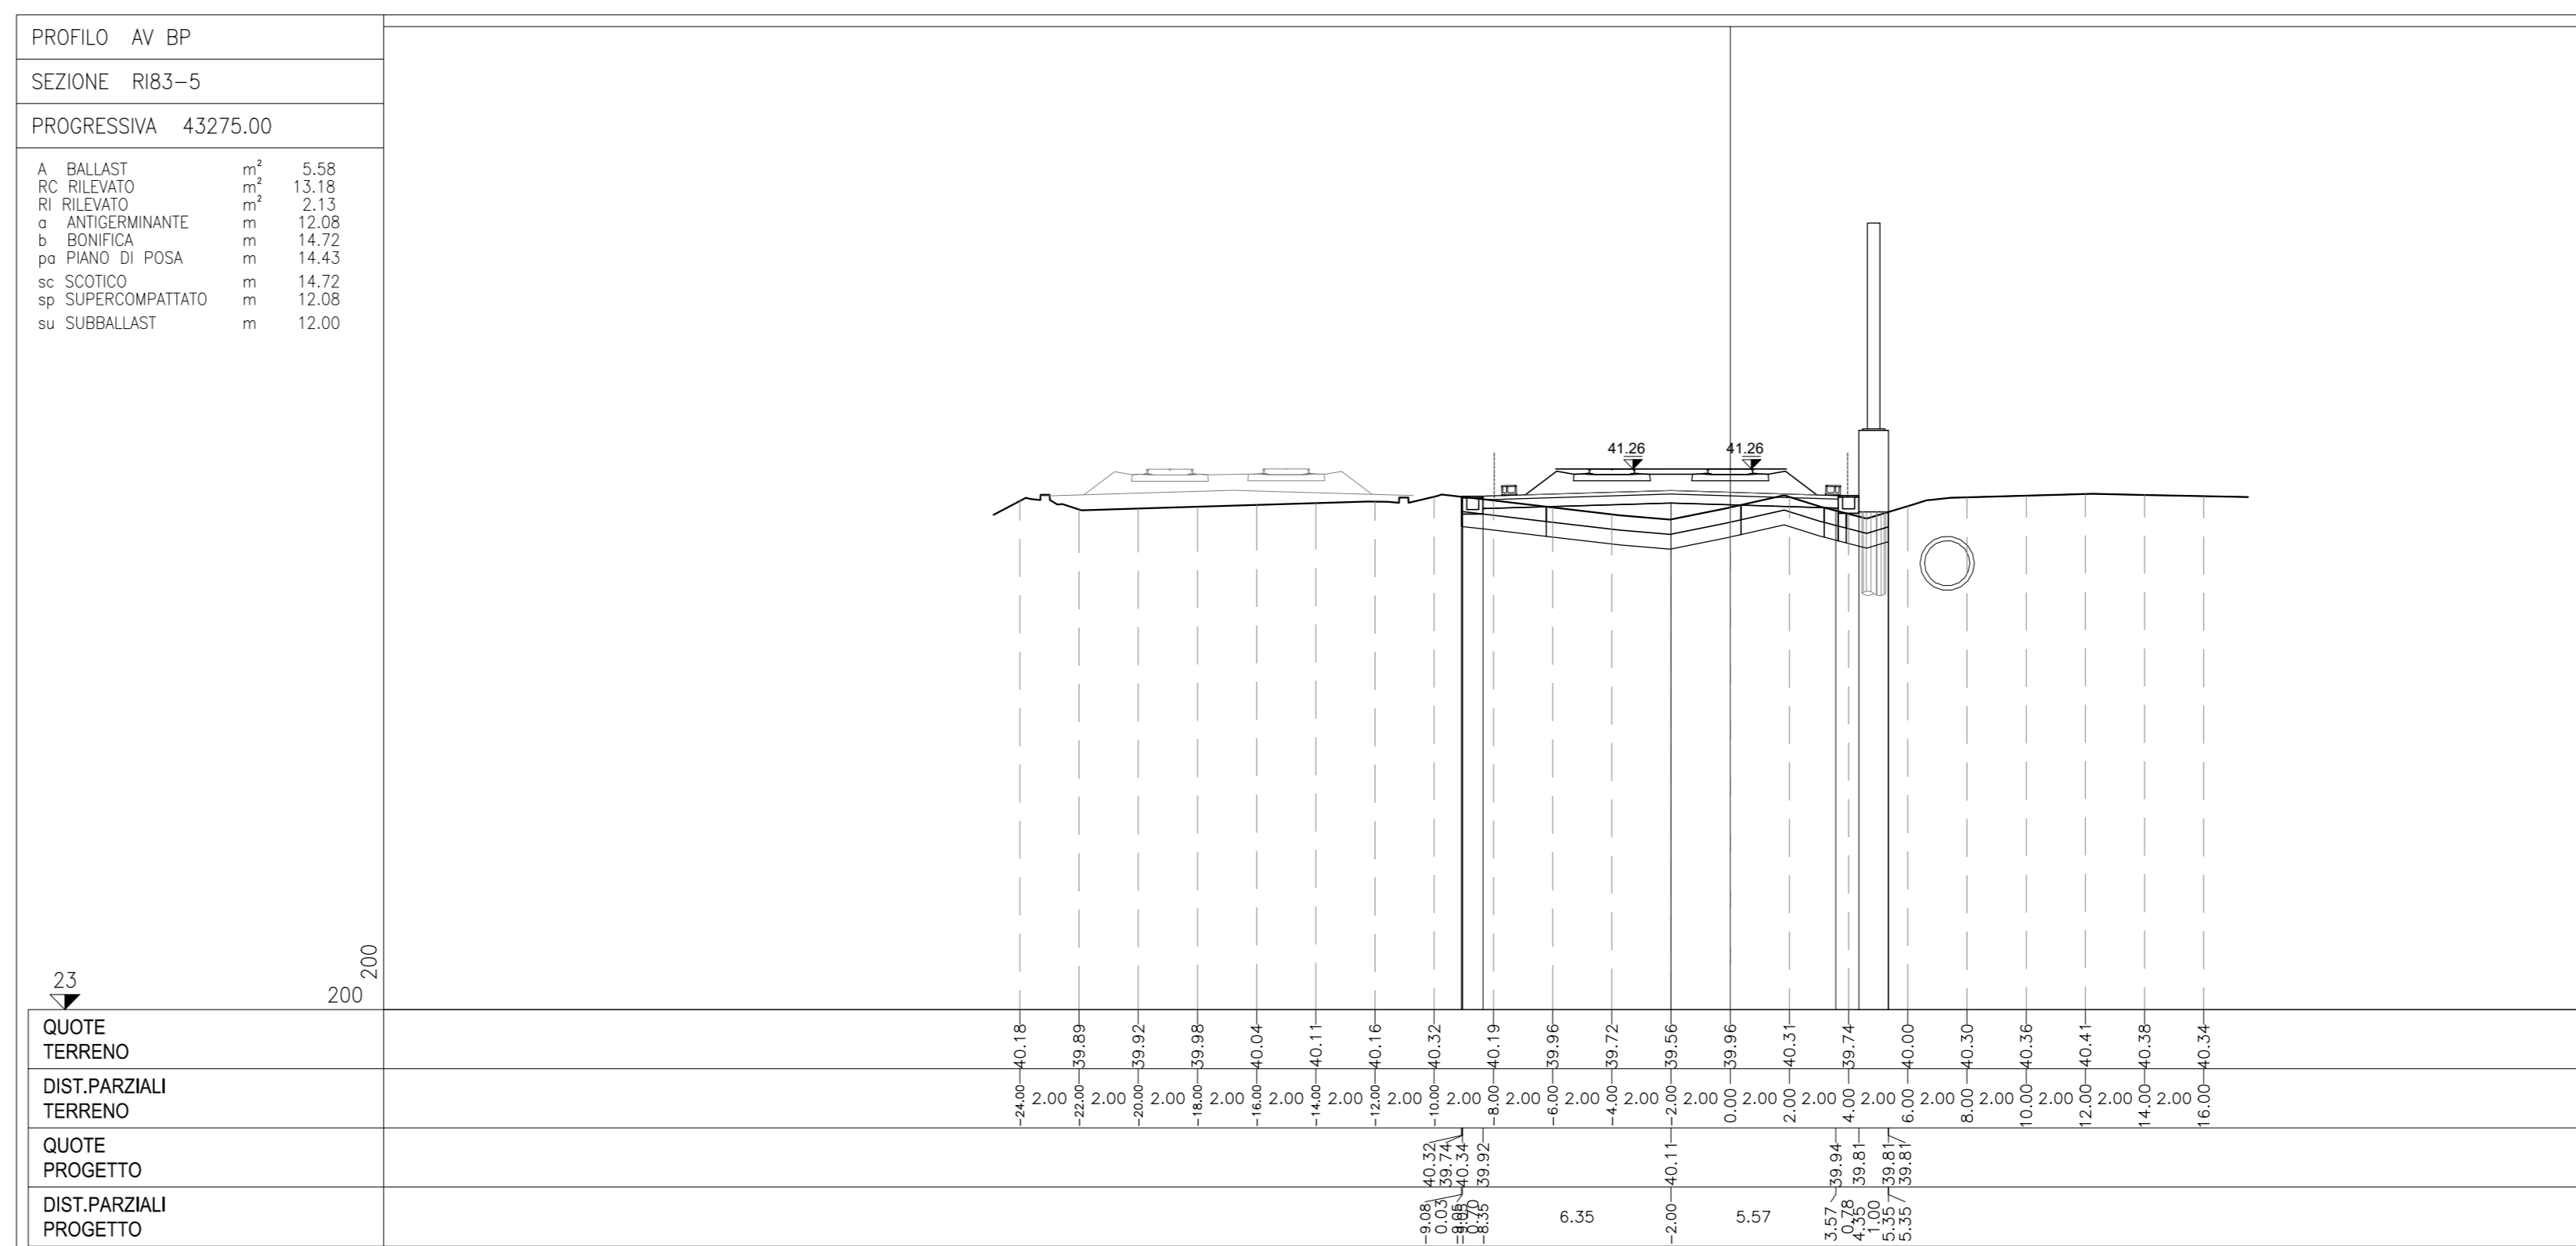 PROFILO AV BP
SEZIONE RI83-5
PROGRESSIVA 43275.00
A BALLAST m² 5.58
RC RILEVATO m² 13.18
RI RILEVATO m² 2.13
a ANTIGERMINANTE m 12.08
b BONIFICA m 14.72
pa PIANO DI POSA m 14.43
sc SCOTICO m 14.72
sp SUPERCOMPATTATO m 12.08
su SUBBALLAST m 12.00
41.26 41.26
200
23
200
QUOTE
TERRENO
40.18 39.89 39.92 39.98 40.04 40.11 40.16 40.32 40.19 39.96 39.72 39.56 39.96 40.31 39.74 40.00 40.30 40.36 40.41 40.38 40.34
DIST.PARZIALI
TERRENO
-24.00 2.00 -22.00 2.00 -20.00 2.00 -18.00 2.00 -16.00 2.00 -14.00 2.00 -12.00 2.00 -10.00 2.00 -8.00 2.00 -6.00 2.00 -4.00 2.00 -2.00 2.00 0.00 2.00 2.00 2.00 4.00 2.00 6.00 2.00 8.00 2.00 10.00 2.00 12.00 2.00 14.00 2.00 16.00
QUOTE
PROGETTO
40.32 39.74 40.34 39.92 40.11 39.94 39.81 39.81 39.81
DIST.PARZIALI
PROGETTO
-9.08 0.03 -9.05 0.70 -8.35 6.35 -2.00 5.57 3.57 0.78 4.35 1.00 5.35 5.35